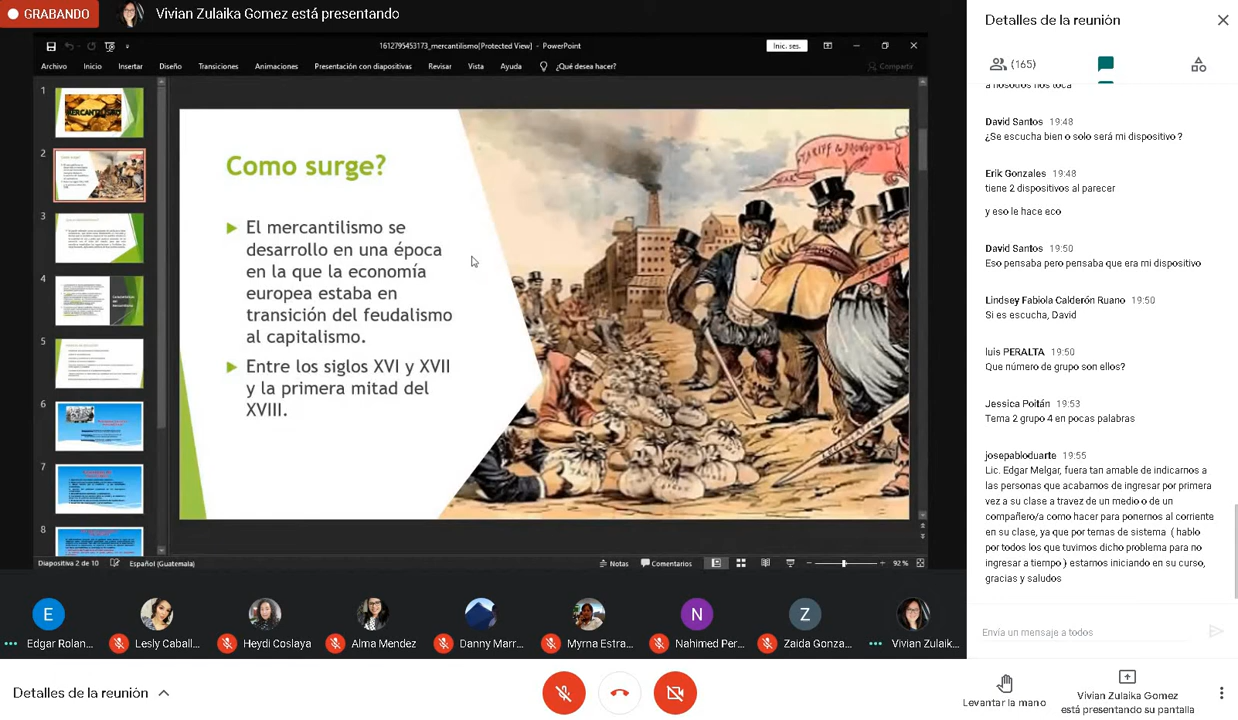 GRABANDO
Vivian Zulaika Gomez está presentando
1612795453173_mercantilismo[Protected View] - PowerPoint
Inic. ses.
Archivo Inicio Insertar Diseño Transiciones Animaciones Presentación con diapositivas Revisar Vista Ayuda ¿Qué desea hacer? Compartir
1
MERCANTILISMO
2
3
4
5
6
7
8
Como surge?
El mercantilismo se
desarrollo en una época
en la que la economía
europea estaba en
transición del feudalismo
al capitalismo.
Entre los siglos XVI y XVII
y la primera mitad del
XVIII.
TARIFF & MONOPOLY
TRUST
Diapositiva 2 de 10
Español (Guatemala)
Notas
Comentarios
92 %
Edgar Rolan...
Lesly Caball...
Heydi Coslaya
Alma Mendez
Danny Marr...
Myrna Estra...
Nahimed Per...
Zaida Gonza...
Vivian Zulaik...
E
N
Z
Detalles de la reunión
(165)
a nosotros nos toca
David Santos 19:48
¿Se escucha bien o solo será mi dispositivo ?
Erik Gonzales 19:48
tiene 2 dispositivos al parecer
y eso le hace eco
David Santos 19:50
Eso pensaba pero pensaba que era mi dispositivo
Lindsey Fabiola Calderón Ruano 19:50
Si es escucha, David
luis PERALTA 19:50
Que número de grupo son ellos?
Jessica Poitán 19:53
Tema 2 grupo 4 en pocas palabras
josepabloduarte 19:55
Lic. Edgar Melgar, fuera tan amable de indicarnos a
las personas que acabamos de ingresar por primera
vez a su clase a travez de un medio o de un
compañero/a como hacer para ponernos al corriente
en su clase, ya que por temas de sistema ( hablo
por todos los que tuvimos dicho problema para no
ingresar a tiempo ) estamos iniciando en su curso,
gracias y saludos
Envía un mensaje a todos
Detalles de la reunión
Levantar la mano
Vivian Zulaika Gomez
está presentando su pantalla